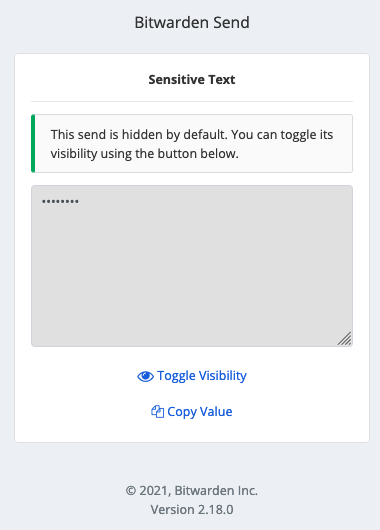 Bitwarden Send
Sensitive Text
This send is hidden by default. You can toggle its
visibility using the button below.
••••••••
Toggle Visibility
Copy Value
© 2021, Bitwarden Inc.
Version 2.18.0